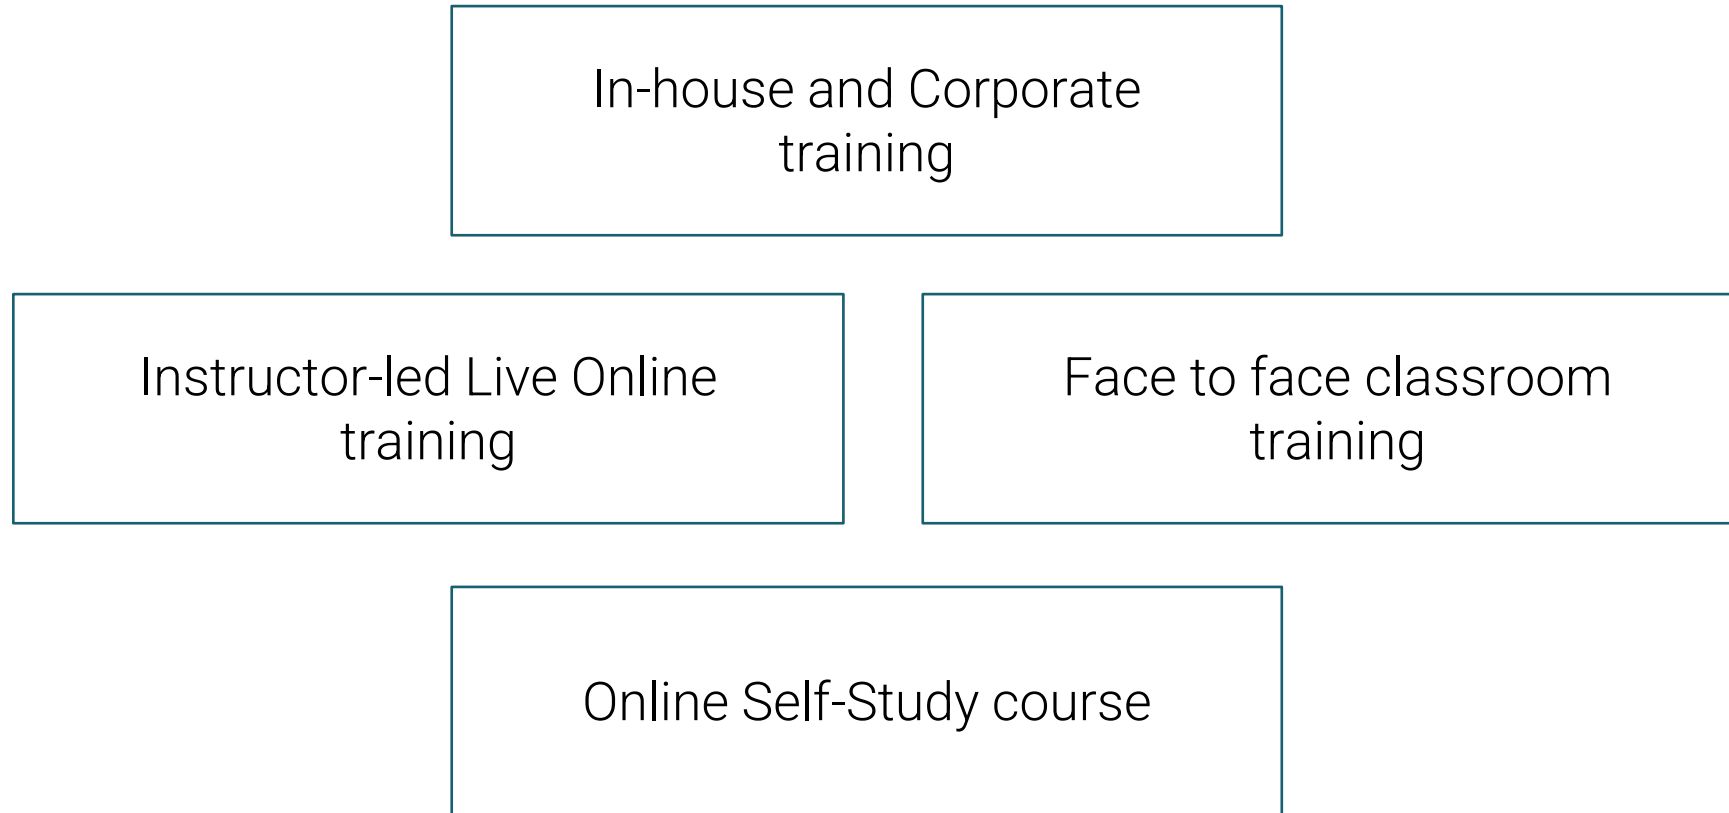 In-house and Corporate
training
Instructor-led Live Online
training
Face to face classroom
training
Online Self-Study course